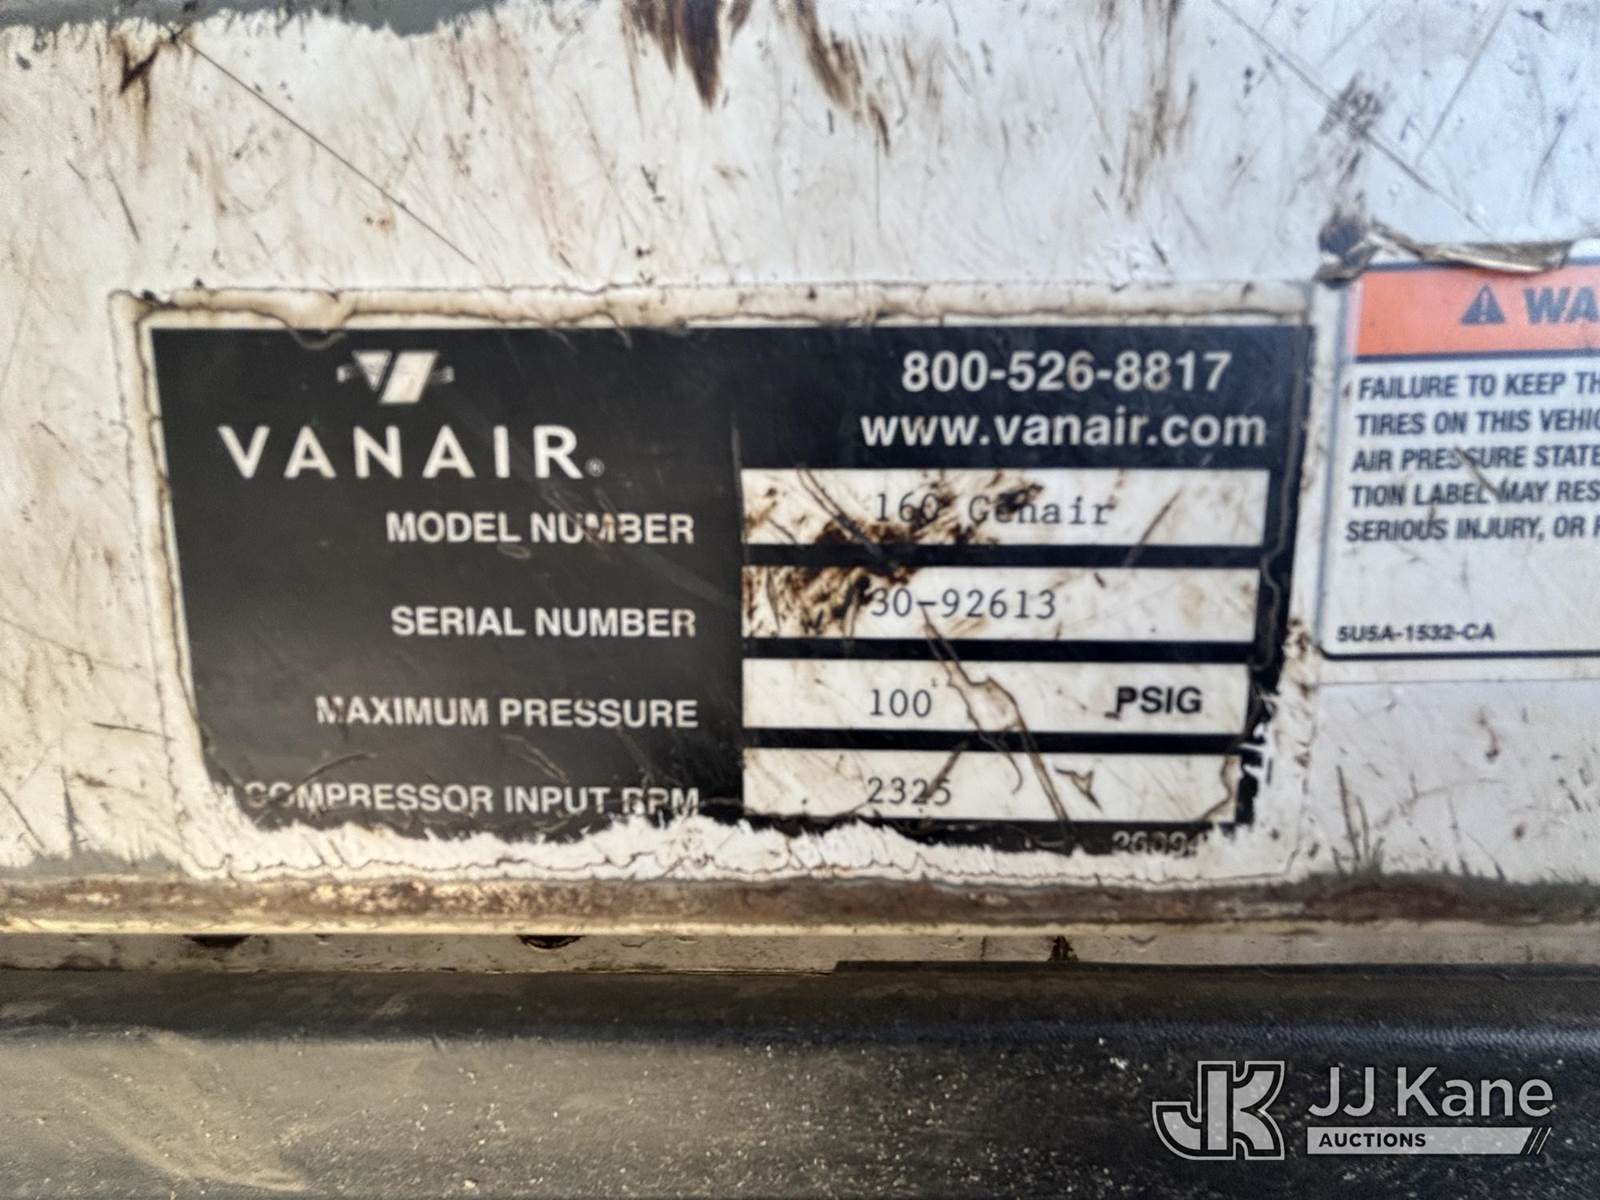 VANAIR®
800-526-8817
www.vanair.com
MODEL NUMBER 160 Genair
SERIAL NUMBER 30-92613
MAXIMUM PRESSURE 100 PSIG
COMPRESSOR INPUT RPM 2325
WA
FAILURE TO KEEP TH
TIRES ON THIS VEHIC
AIR PRESSURE STATE
TION LABEL MAY RES
SERIOUS INJURY, OR
5U5A-1532-CA
JJ Kane
AUCTIONS